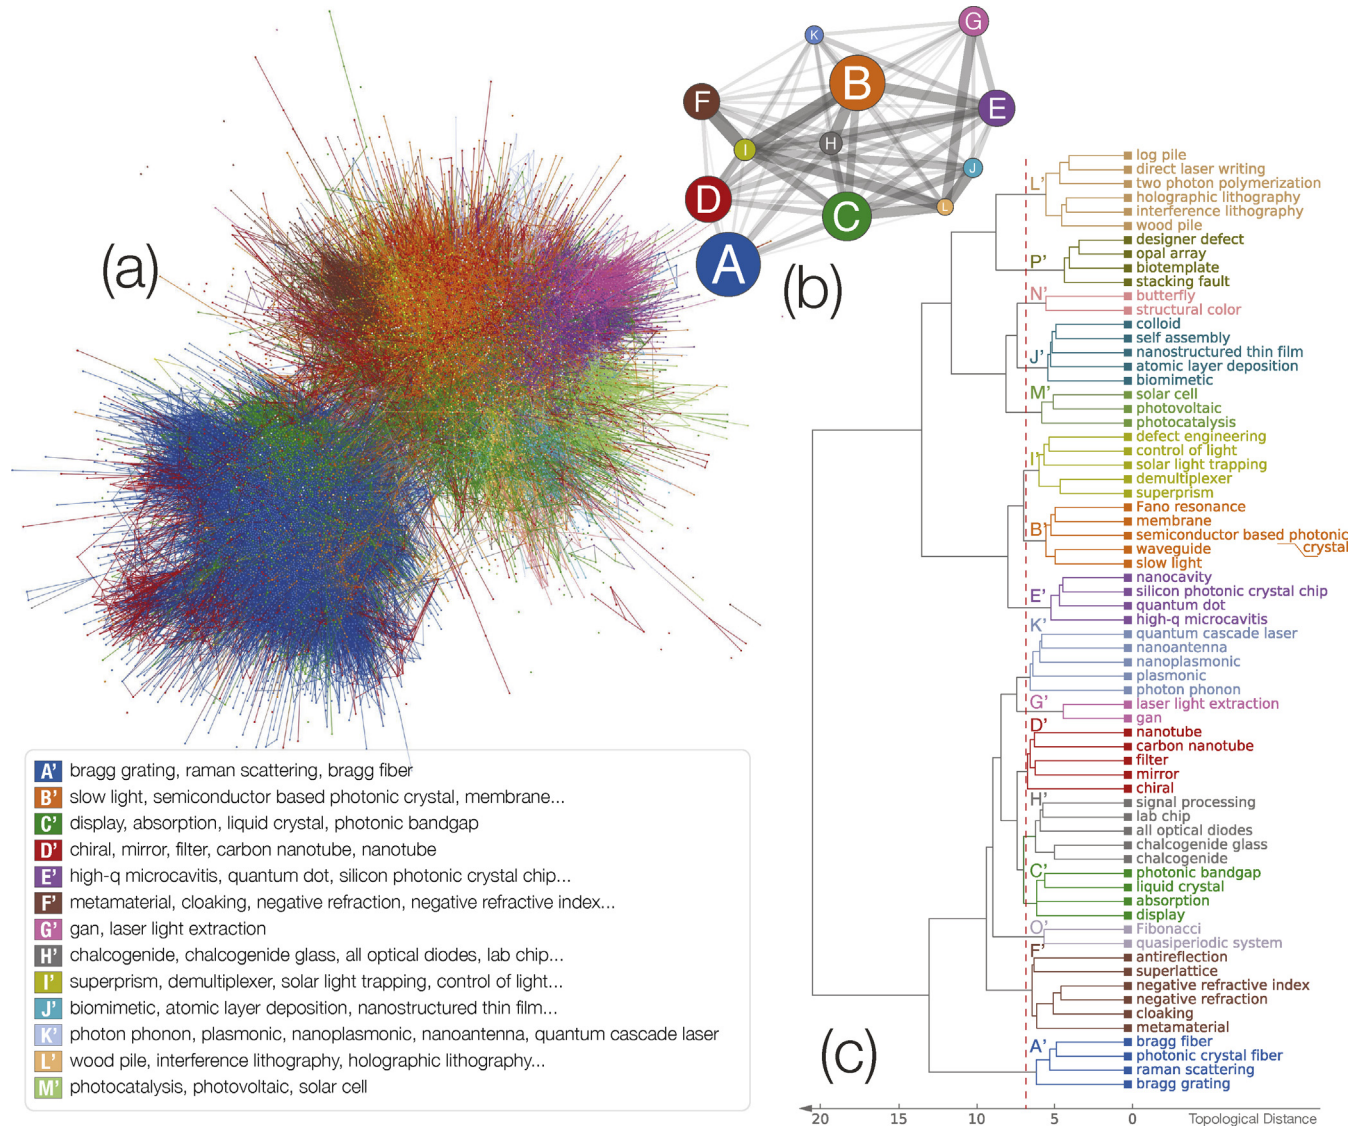 (a)
K
G
B
F
E
H
I
J
D
L
C
A
(b)
A' bragg grating, raman scattering, bragg fiber
B' slow light, semiconductor based photonic crystal, membrane...
C' display, absorption, liquid crystal, photonic bandgap
D' chiral, mirror, filter, carbon nanotube, nanotube
E' high-q microcavitis, quantum dot, silicon photonic crystal chip...
F' metamaterial, cloaking, negative refraction, negative refractive index...
G' gan, laser light extraction
H' chalcogenide, chalcogenide glass, all optical diodes, lab chip...
I' superprism, demultiplexer, solar light trapping, control of light...
J' biomimetic, atomic layer deposition, nanostructured thin film...
K' photon phonon, plasmonic, nanoplasmonic, nanoantenna, quantum cascade laser
L' wood pile, interference lithography, holographic lithography...
M' photocatalysis, photovoltaic, solar cell
log pile
direct laser writing
L' two photon polymerization
holographic lithography
interference lithography
wood pile
designer defect
opal array
P' biotemplate
stacking fault
N' butterfly
structural color
colloid
self assembly
J' nanostructured thin film
atomic layer deposition
biomimetic
M' solar cell
photovoltaic
photocatalysis
defect engineering
I' control of light
solar light trapping
demultiplexer
superprism
Fano resonance
membrane
B' semiconductor based photonic
crystal
waveguide
slow light
nanocavity
E' silicon photonic crystal chip
quantum dot
high-q microcavitis
K' quantum cascade laser
nanoantenna
nanoplasmonic
plasmonic
photon phonon
G' laser light extraction
gan
D' nanotube
carbon nanotube
filter
mirror
chiral
H' signal processing
lab chip
all optical diodes
chalcogenide glass
chalcogenide
C' photonic bandgap
liquid crystal
absorption
display
O' Fibonacci
quasiperiodic system
F' antireflection
superlattice
negative refractive index
negative refraction
cloaking
metamaterial
A' bragg fiber
photonic crystal fiber
raman scattering
bragg grating
(c)
20 15 10 5 0 Topological Distance